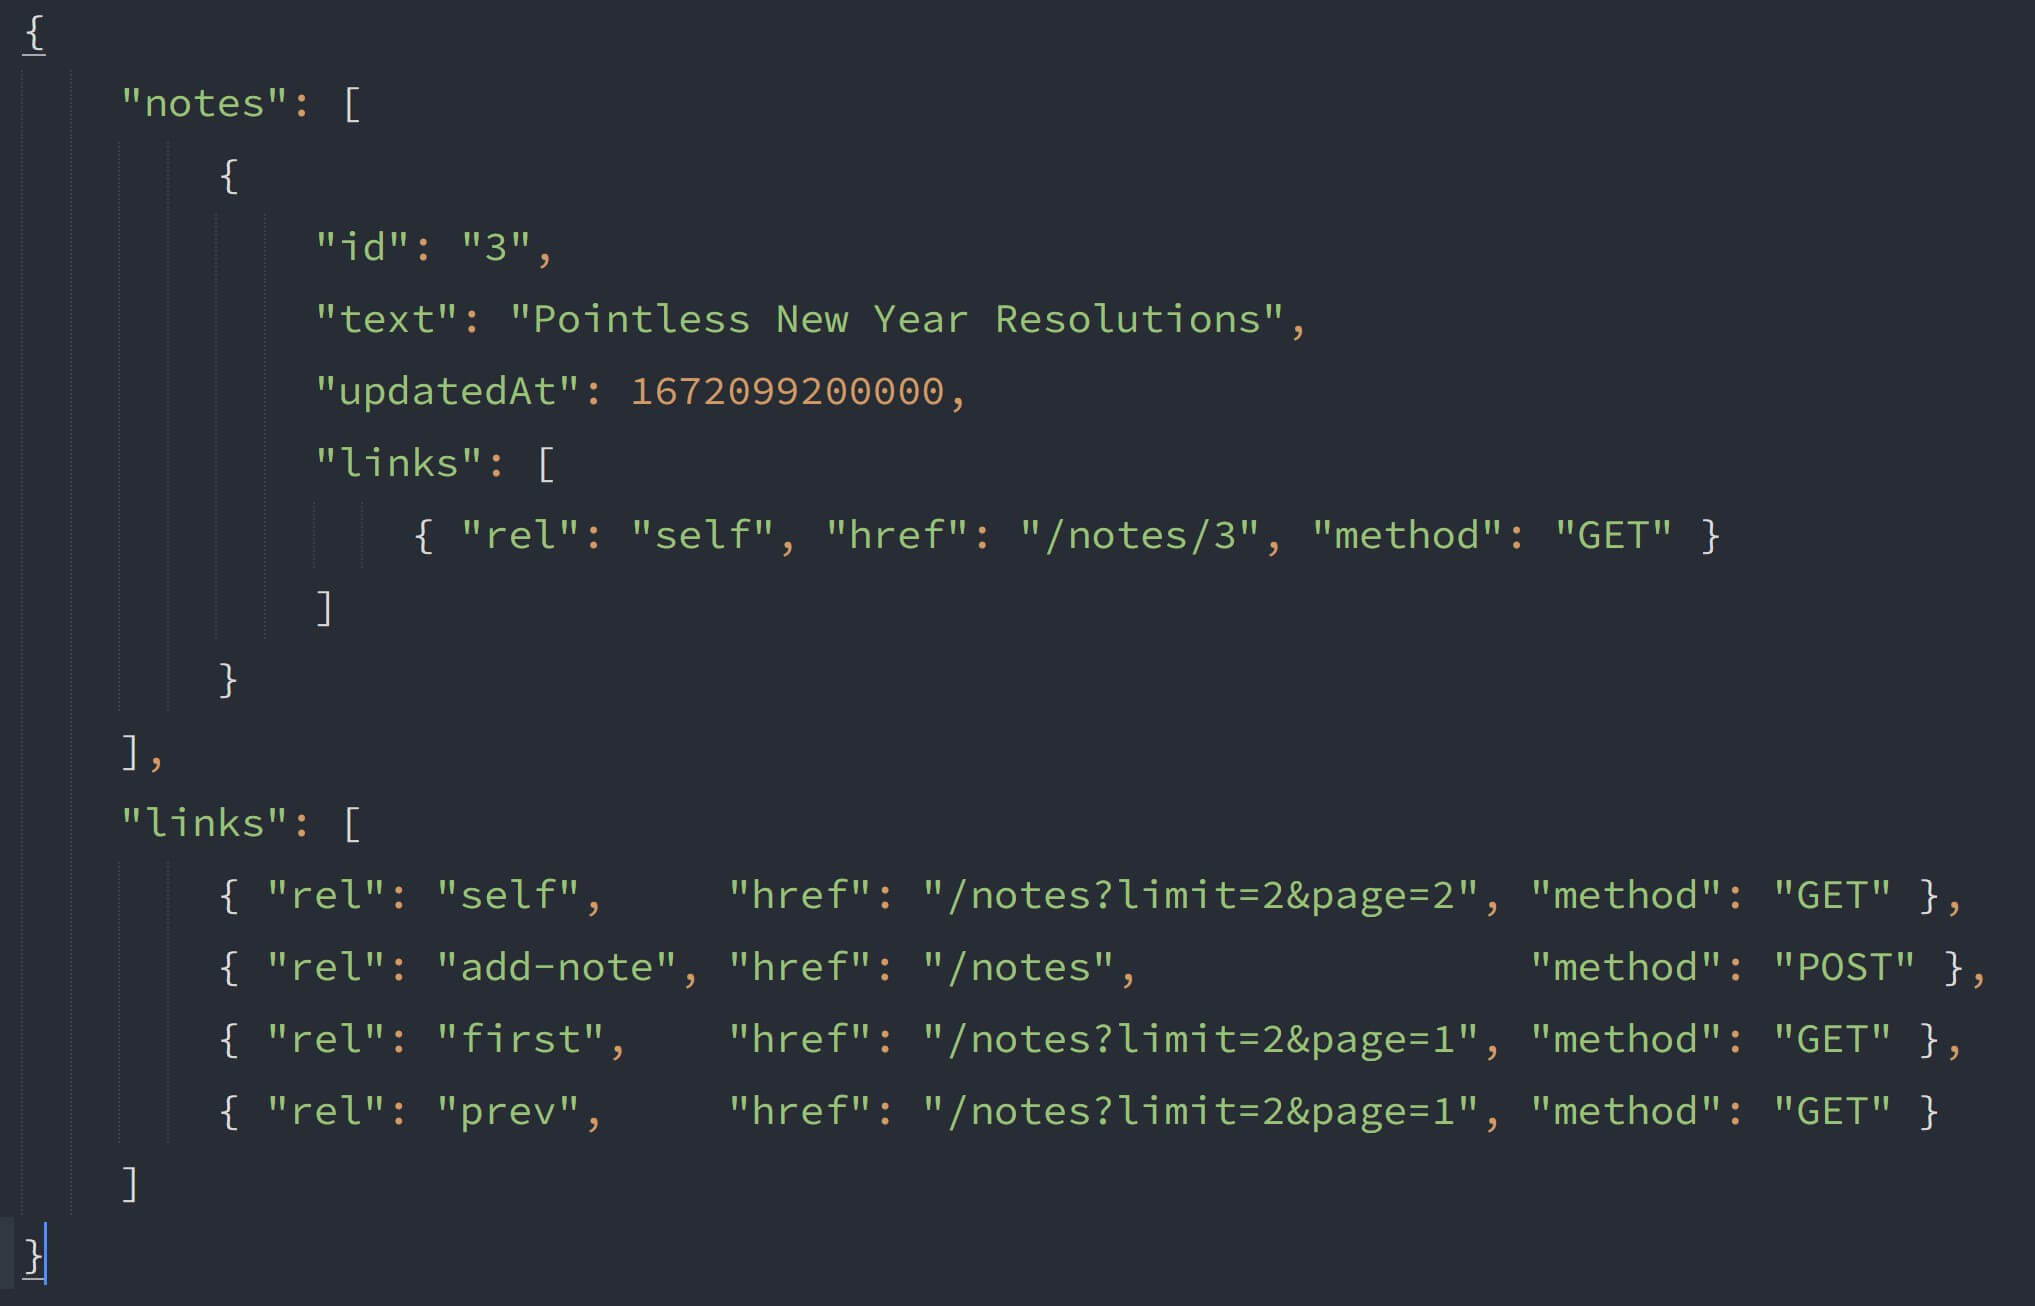 {
    "notes": [
        {
            "id": "3",
            "text": "Pointless New Year Resolutions",
            "updatedAt": 1672099200000,
            "links": [
                { "rel": "self", "href": "/notes/3", "method": "GET" }
            ]
        }
    ],
    "links": [
        { "rel": "self",     "href": "/notes?limit=2&page=2", "method": "GET" },
        { "rel": "add-note", "href": "/notes",                "method": "POST" },
        { "rel": "first",    "href": "/notes?limit=2&page=1", "method": "GET" },
        { "rel": "prev",     "href": "/notes?limit=2&page=1", "method": "GET" }
    ]
}